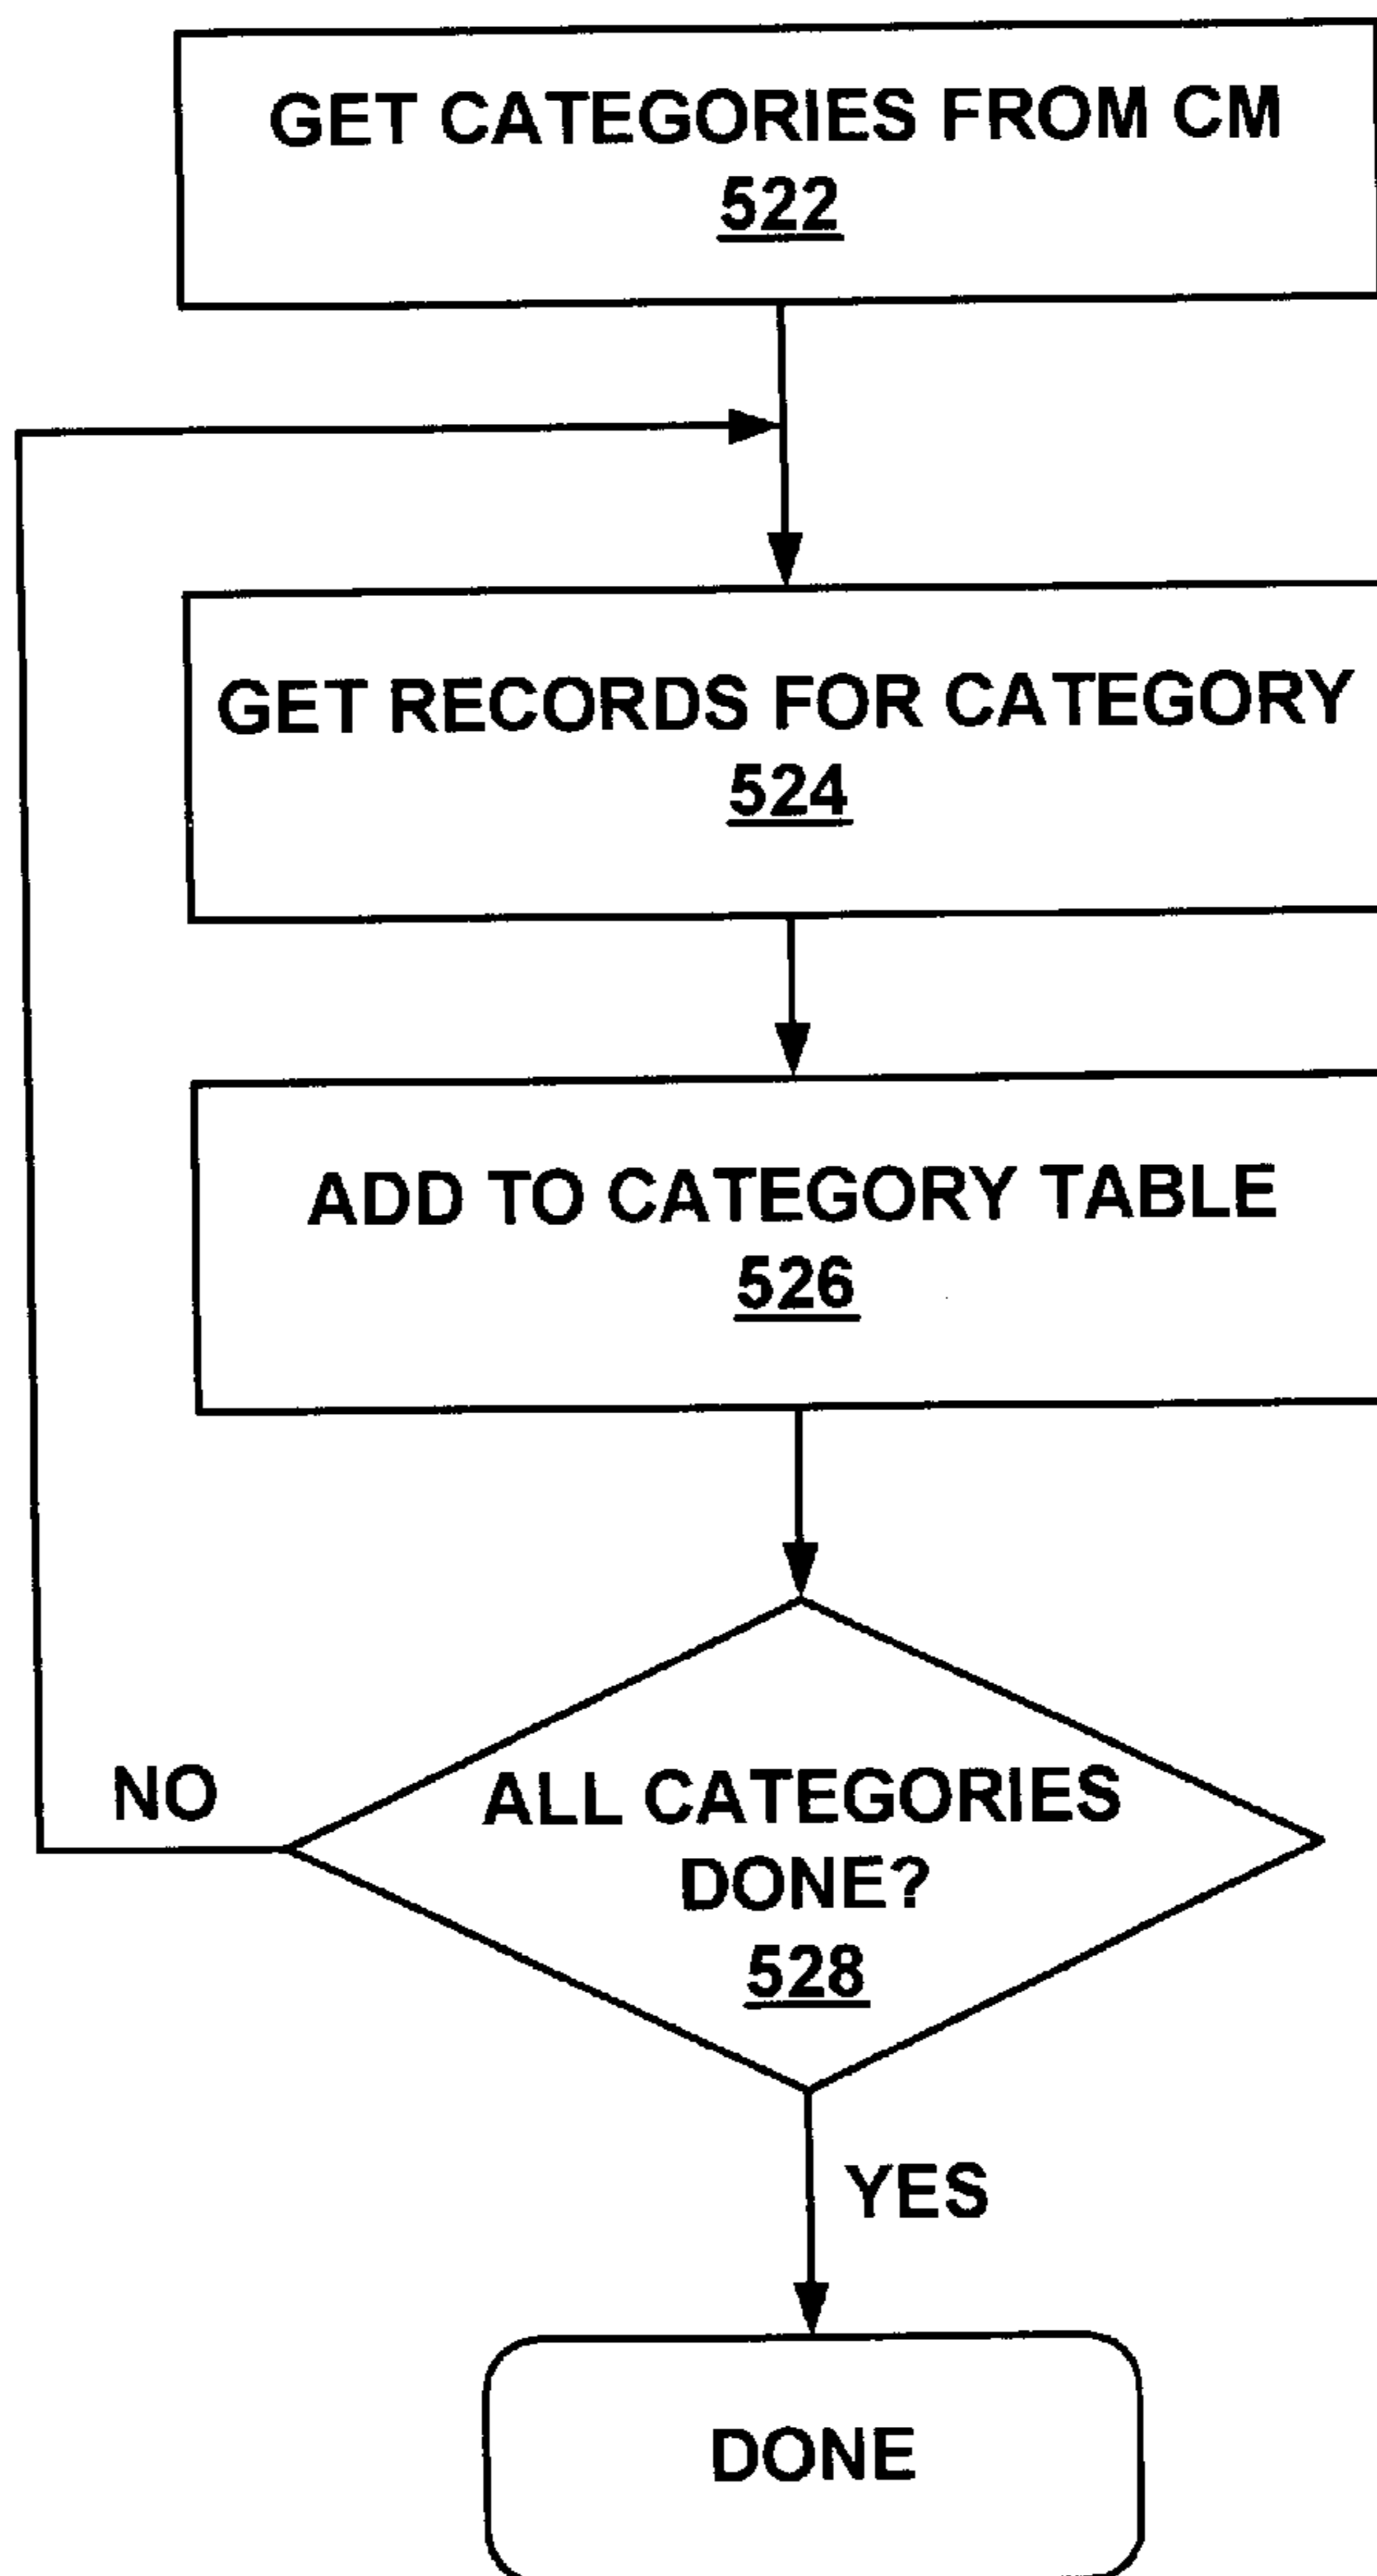 GET CATEGORIES FROM CM
522
GET RECORDS FOR CATEGORY
524
ADD TO CATEGORY TABLE
526
ALL CATEGORIES
DONE?
528
NO
YES
DONE